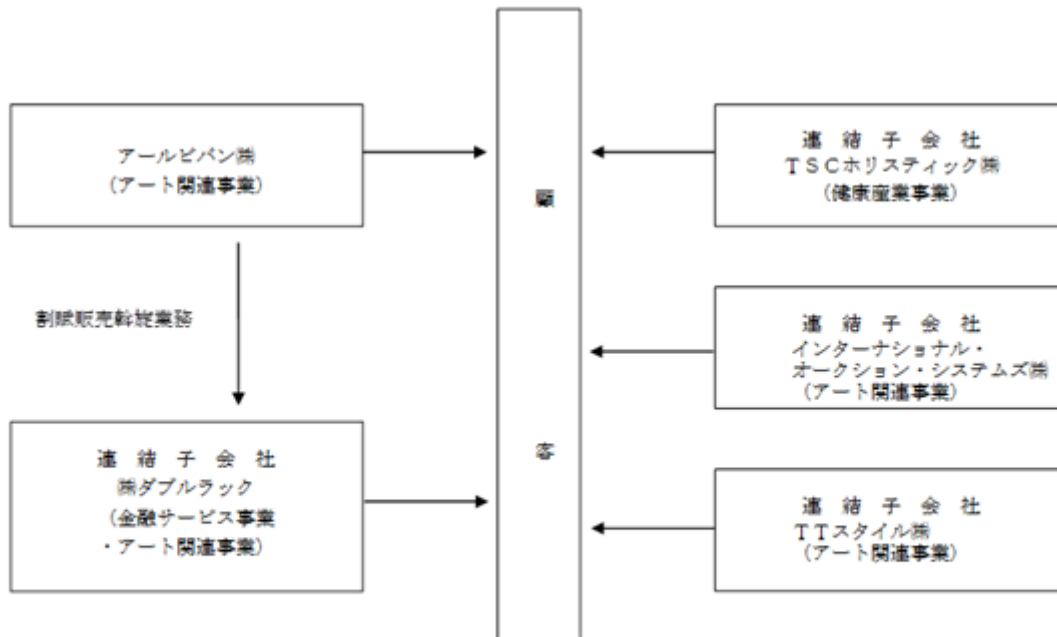 アールビバン㈱
(アート関連事業)
割賦販売斡旋業務
連結子会社
㈱ダブルラック
(金融サービス事業
・アート関連事業)
顧客
連結子会社
TSCホリスティック㈱
(健康産業事業)
連結子会社
インターナショナル・
オークション・システムズ㈱
(アート関連事業)
連結子会社
TTスタイル㈱
(アート関連事業)